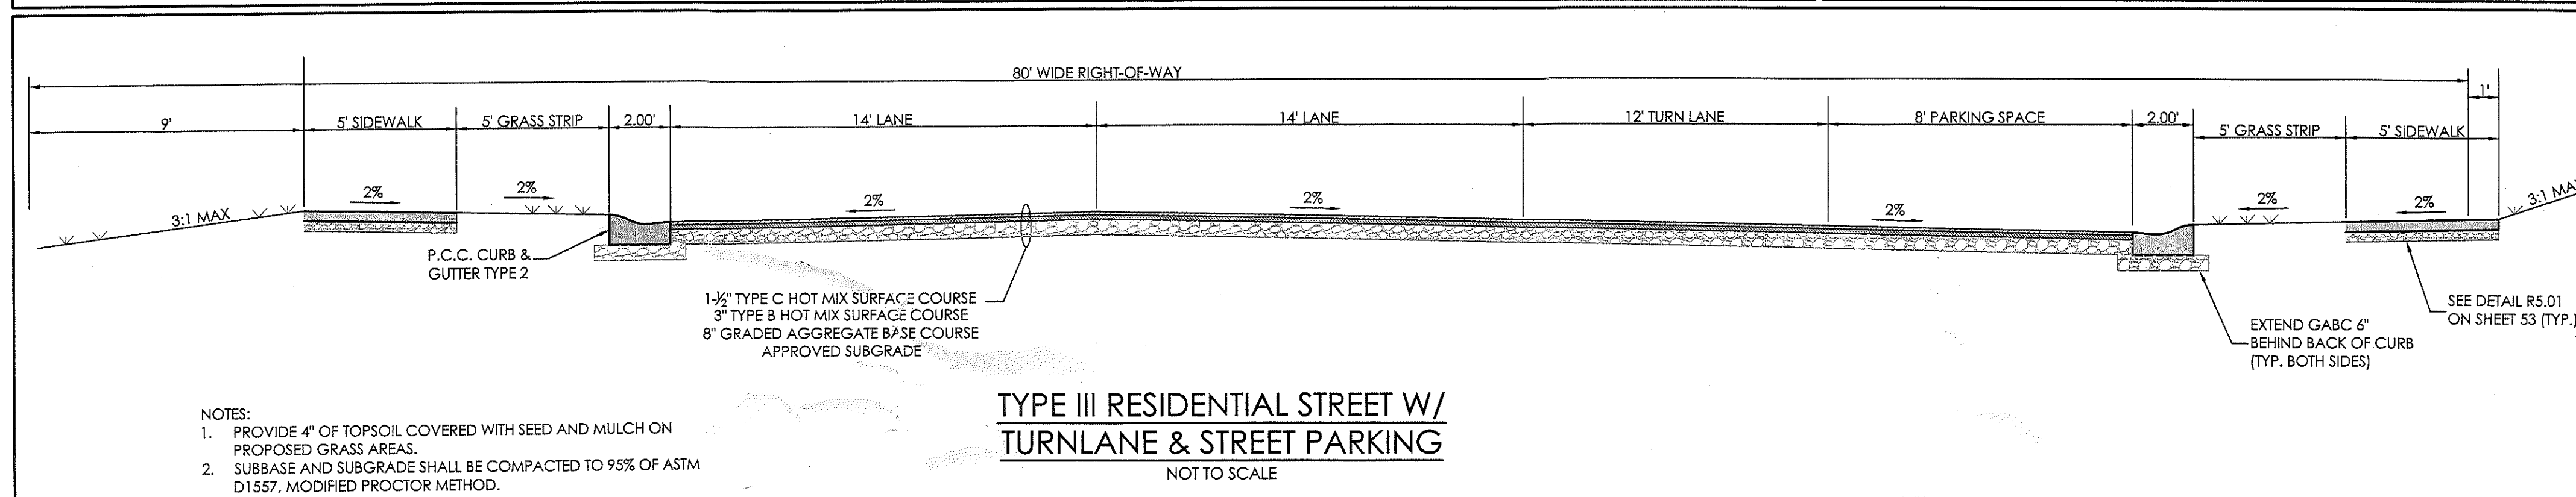 80' WIDE RIGHT-OF-WAY
1'
9'
5' SIDEWALK
5' GRASS STRIP
2.00'
14' LANE
14' LANE
12' TURN LANE
8' PARKING SPACE
2.00'
5' GRASS STRIP
5' SIDEWALK
3:1 MAX
2%
2%
2%
2%
2%
2%
2%
3:1 MAX
P.C.C. CURB &
GUTTER TYPE 2
1-½" TYPE C HOT MIX SURFACE COURSE
3" TYPE B HOT MIX SURFACE COURSE
8" GRADED AGGREGATE BASE COURSE
APPROVED SUBGRADE
EXTEND GABC 6"
BEHIND BACK OF CURB
(TYP. BOTH SIDES)
SEE DETAIL R5.01
ON SHEET 53 (TYP.)
TYPE III RESIDENTIAL STREET W/
TURNLANE & STREET PARKING
NOT TO SCALE
NOTES:
1. PROVIDE 4" OF TOPSOIL COVERED WITH SEED AND MULCH ON
PROPOSED GRASS AREAS.
2. SUBBASE AND SUBGRADE SHALL BE COMPACTED TO 95% OF ASTM
D1557, MODIFIED PROCTOR METHOD.